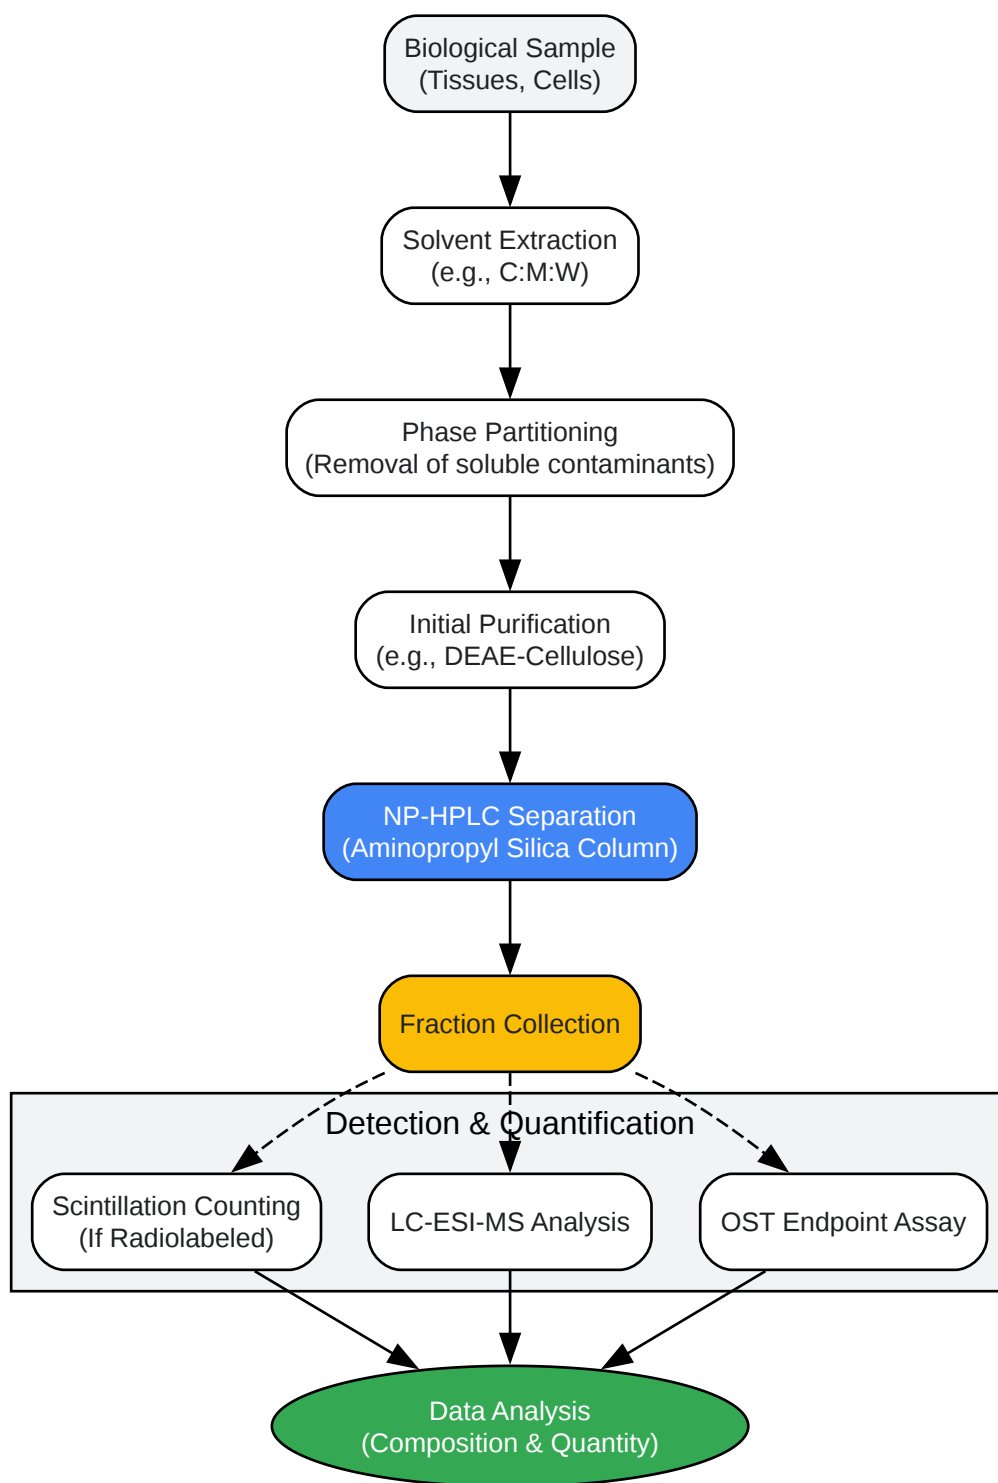 Biological Sample
(Tissues, Cells)
Solvent Extraction
(e.g., C:M:W)
Phase Partitioning
(Removal of soluble contaminants)
Initial Purification
(e.g., DEAE-Cellulose)
NP-HPLC Separation
(Aminopropyl Silica Column)
Fraction Collection
Detection & Quantification
Scintillation Counting
(If Radiolabeled)
LC-ESI-MS Analysis
OST Endpoint Assay
Data Analysis
(Composition & Quantity)